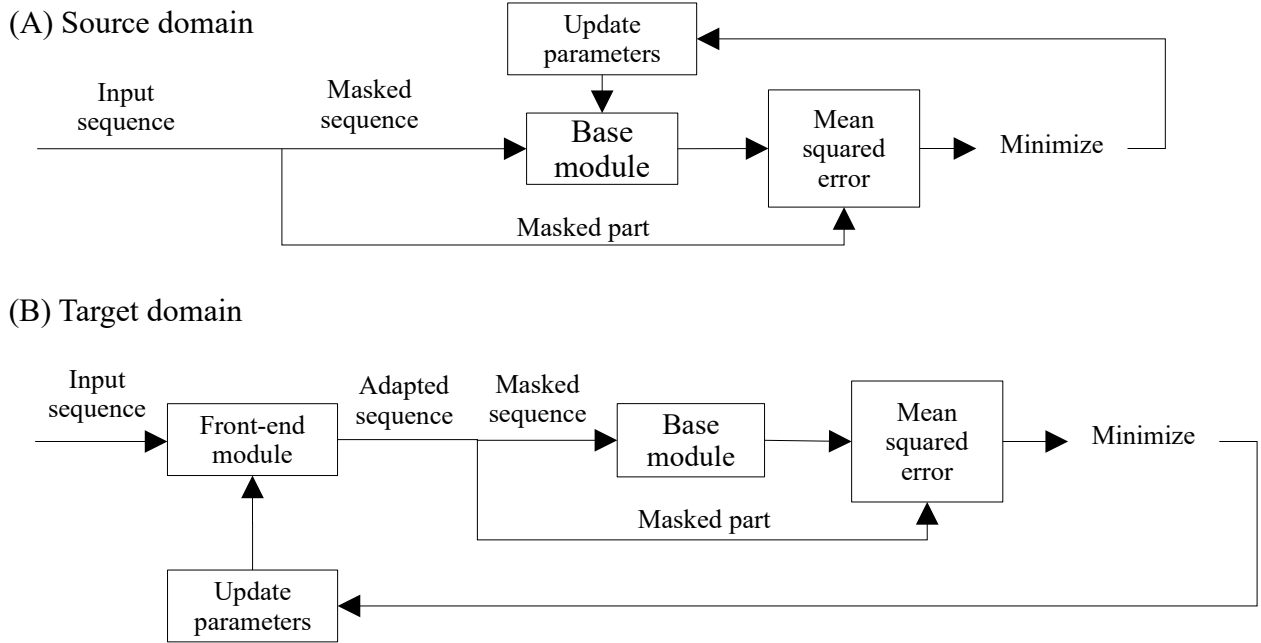 (A) Source domain
Update
parameters
Input
sequence
Masked
sequence
Base
module
Mean
squared
error
Minimize
Masked part
(B) Target domain
Input
sequence
Front-end
module
Adapted
sequence
Masked
sequence
Base
module
Mean
squared
error
Minimize
Masked part
Update
parameters